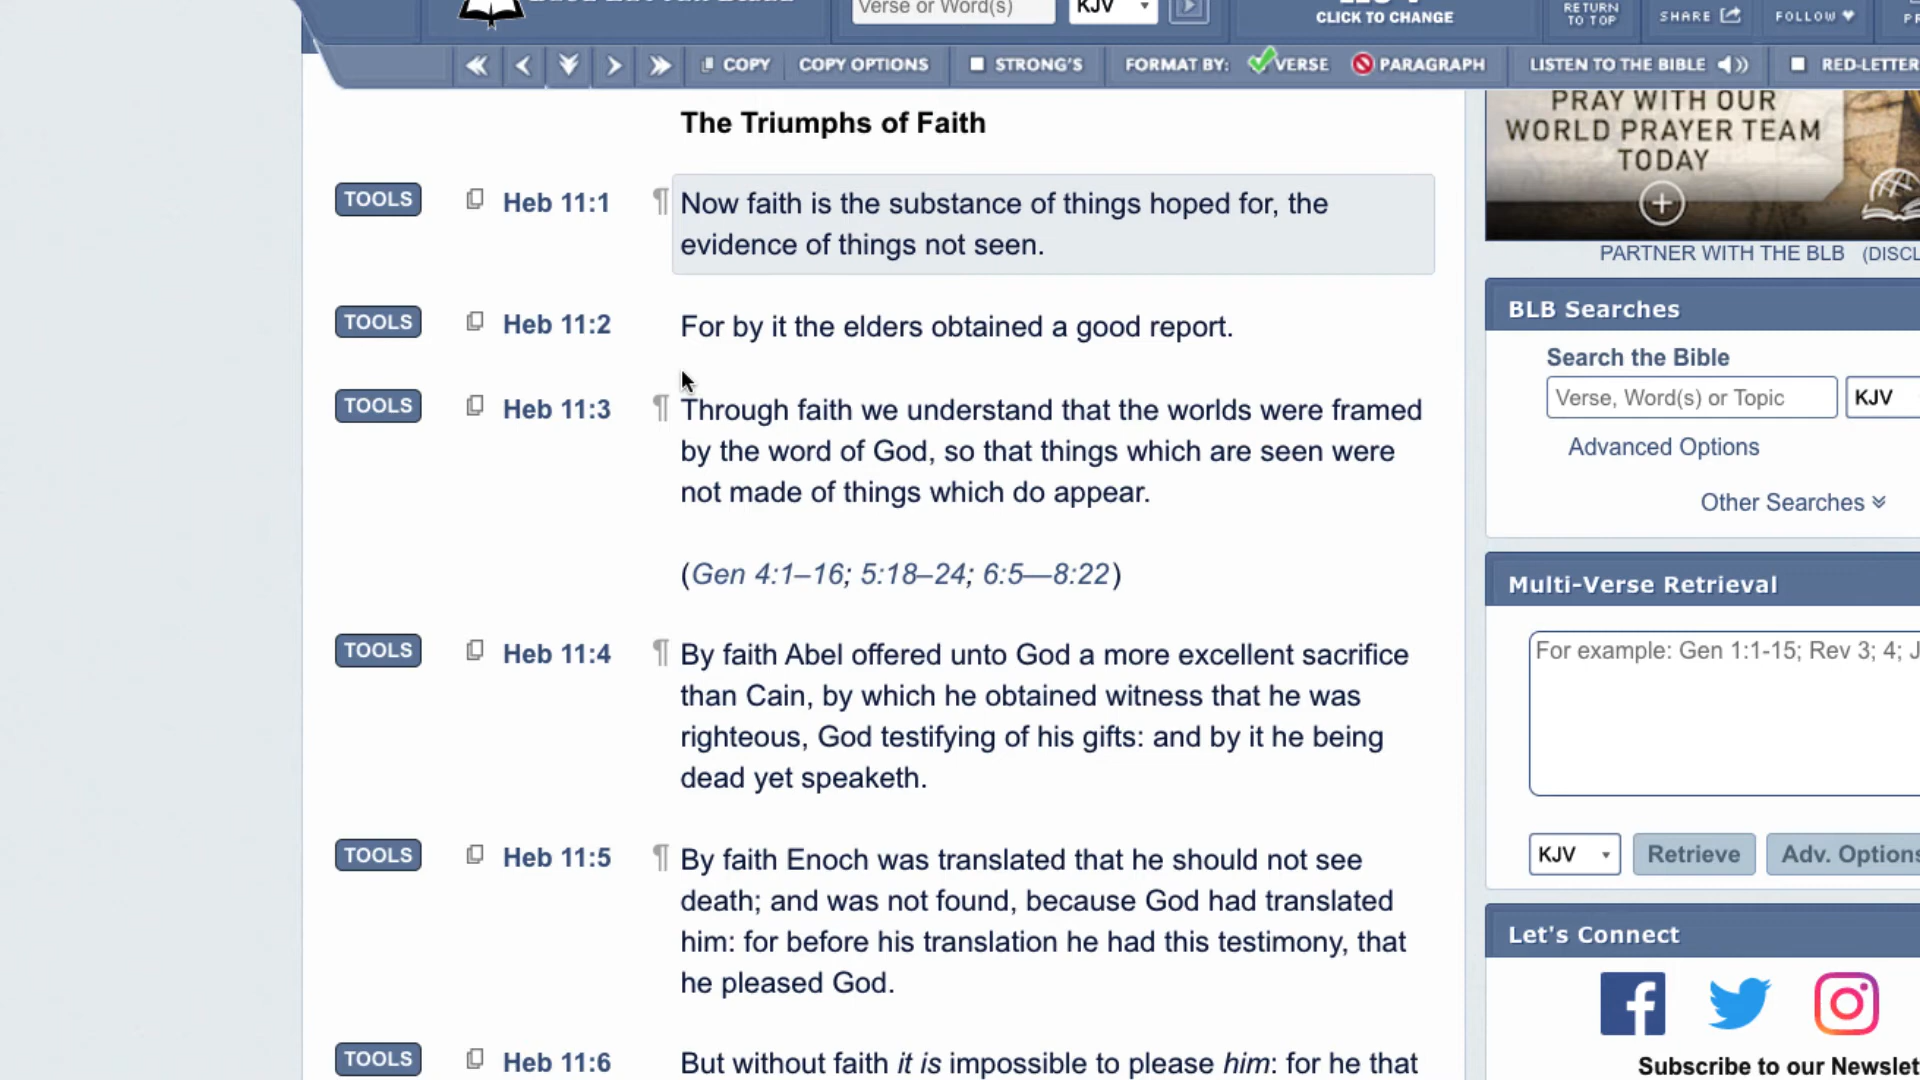 Verse or Word(s)
KJV
CLICK TO CHANGE
RETURN
TO TOP
SHARE
FOLLOW
COPY
COPY OPTIONS
STRONG'S
FORMAT BY:
VERSE
PARAGRAPH
LISTEN TO THE BIBLE
RED-LETTER
The Triumphs of Faith
TOOLS
Heb 11:1
¶ Now faith is the substance of things hoped for, the
evidence of things not seen.
TOOLS
Heb 11:2
For by it the elders obtained a good report.
TOOLS
Heb 11:3
¶ Through faith we understand that the worlds were framed
by the word of God, so that things which are seen were
not made of things which do appear.
(Gen 4:1–16; 5:18–24; 6:5—8:22)
TOOLS
Heb 11:4
¶ By faith Abel offered unto God a more excellent sacrifice
than Cain, by which he obtained witness that he was
righteous, God testifying of his gifts: and by it he being
dead yet speaketh.
TOOLS
Heb 11:5
¶ By faith Enoch was translated that he should not see
death; and was not found, because God had translated
him: for before his translation he had this testimony, that
he pleased God.
TOOLS
Heb 11:6
But without faith it is impossible to please him: for he that
PRAY WITH OUR
WORLD PRAYER TEAM
TODAY
PARTNER WITH THE BLB (DISCL
BLB Searches
Search the Bible
Verse, Word(s) or Topic
KJV
Advanced Options
Other Searches
Multi-Verse Retrieval
For example: Gen 1:1-15; Rev 3; 4; J
KJV
Retrieve
Adv. Options
Let's Connect
Subscribe to our Newslet